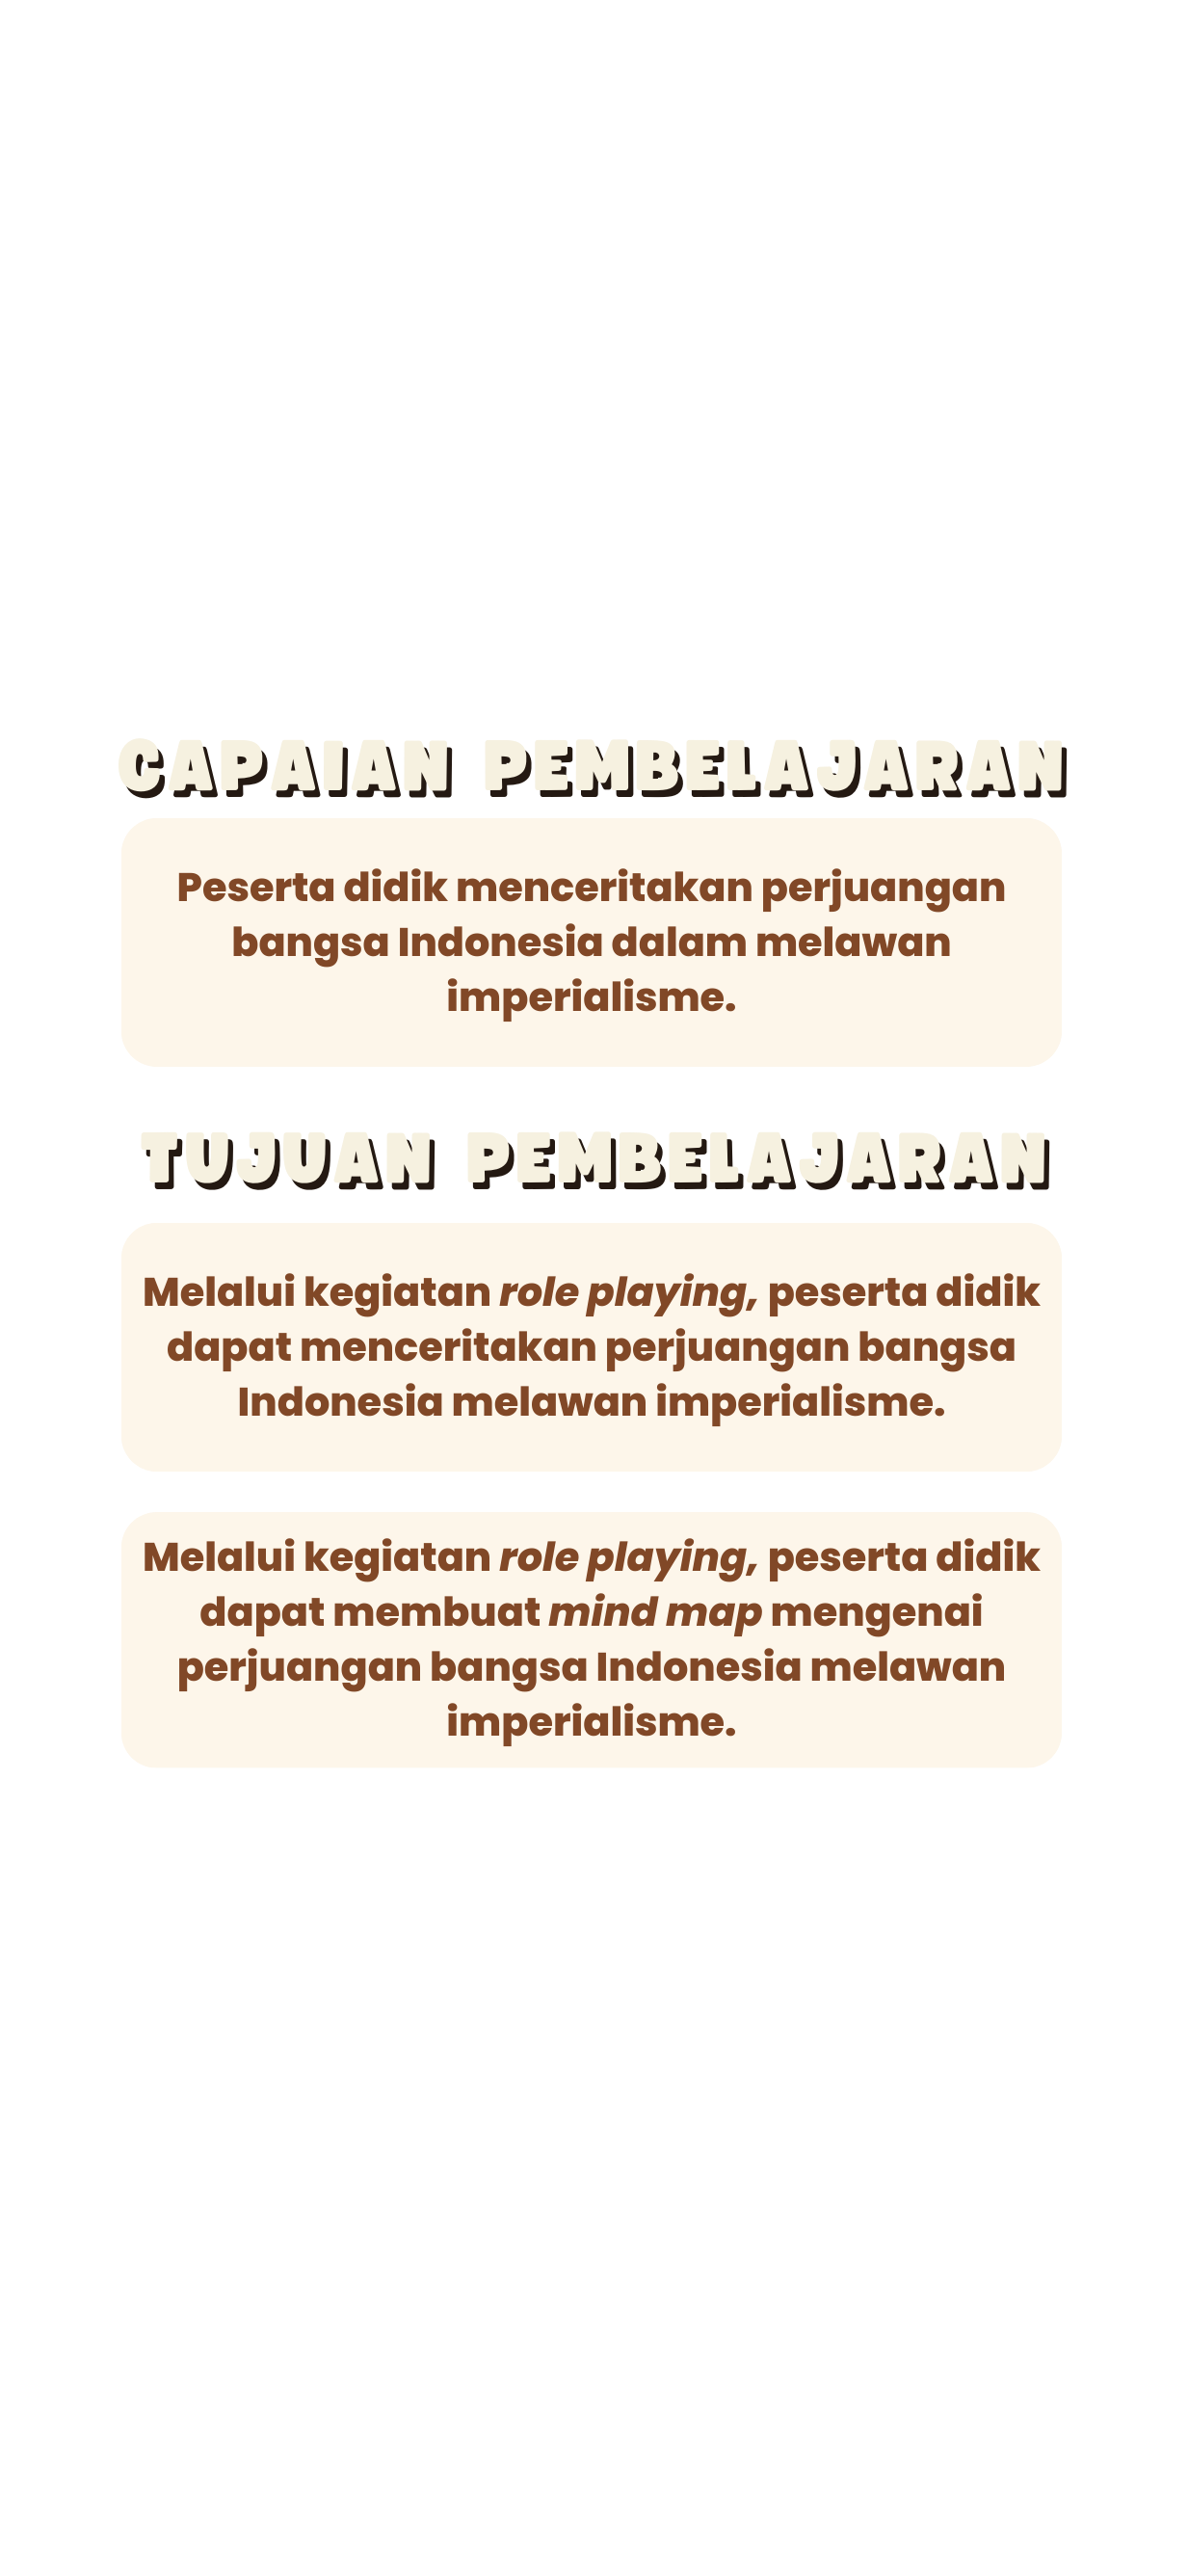 CAPAIAN PEMBELAJARAN
Peserta didik menceritakan perjuangan
bangsa Indonesia dalam melawan
imperialisme.
TUJUAN PEMBELAJARAN
Melalui kegiatan role playing, peserta didik
dapat menceritakan perjuangan bangsa
Indonesia melawan imperialisme.
Melalui kegiatan role playing, peserta didik
dapat membuat mind map mengenai
perjuangan bangsa Indonesia melawan
imperialisme.